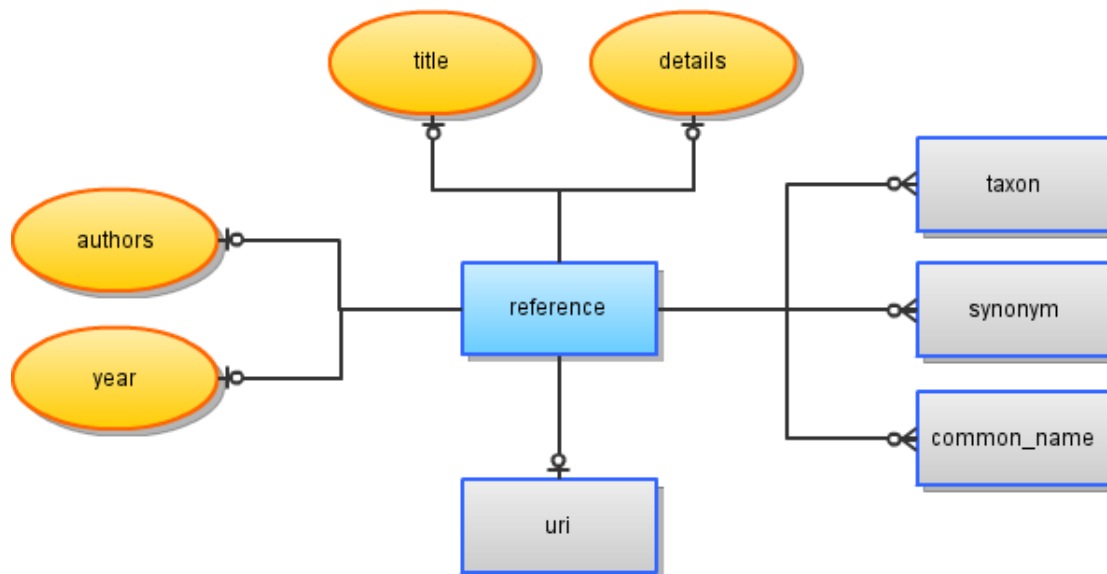 title
details
taxon
authors
reference
synonym
year
common_name
uri